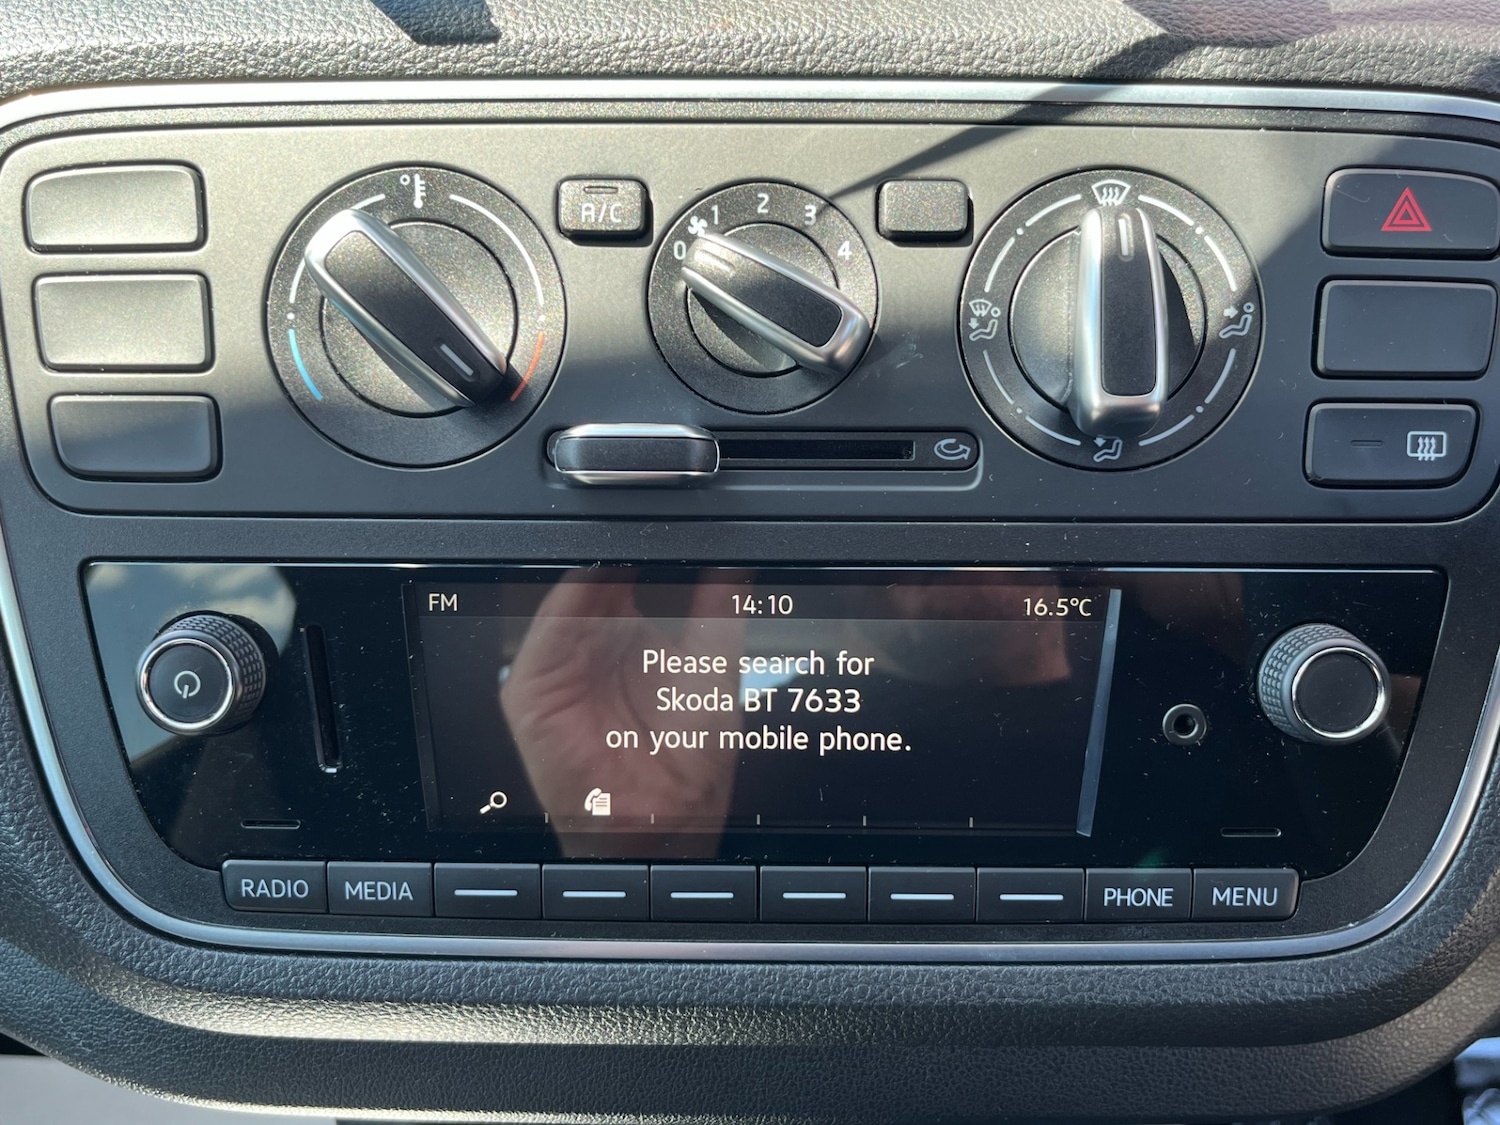 A/C
0 1 2 3 4
FM 14:10 16.5°C
Please search for
Skoda BT 7633
on your mobile phone.
RADIO MEDIA PHONE MENU